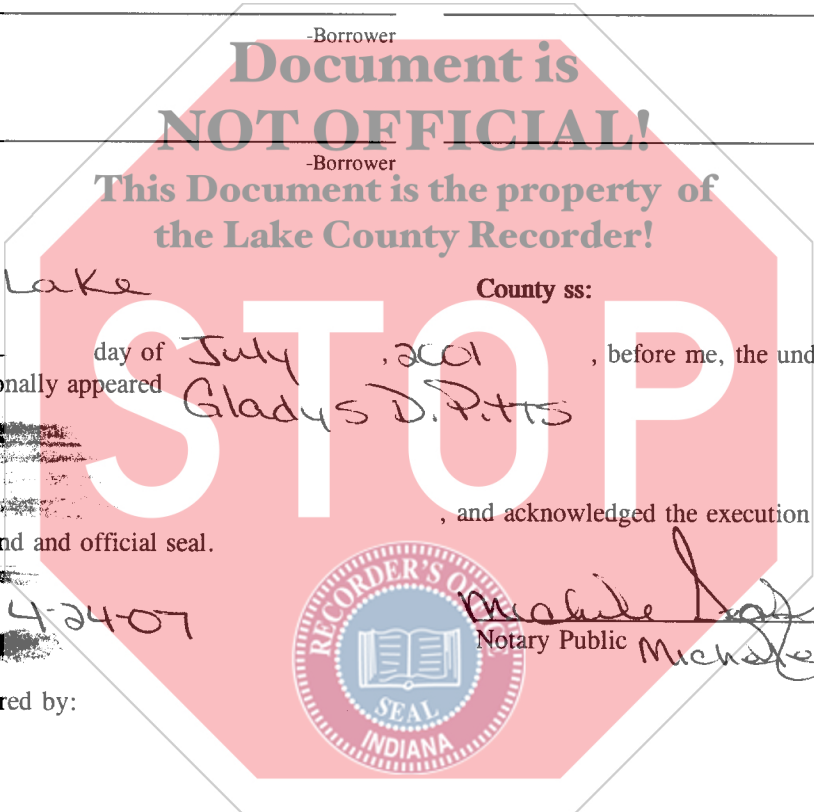 -Borrower
Document is
NOT OFFICIAL!
-Borrower
This Document is the property of
the Lake County Recorder!
Lake County ss:
day of July , 2001 , before me, the und
onally appeared Gladys D. Pitts
STOP
, and acknowledged the execution
nd and official seal.
RECORDER'S OFFICE
SEAL
INDIANA
4-24-07
Notary Public
red by: